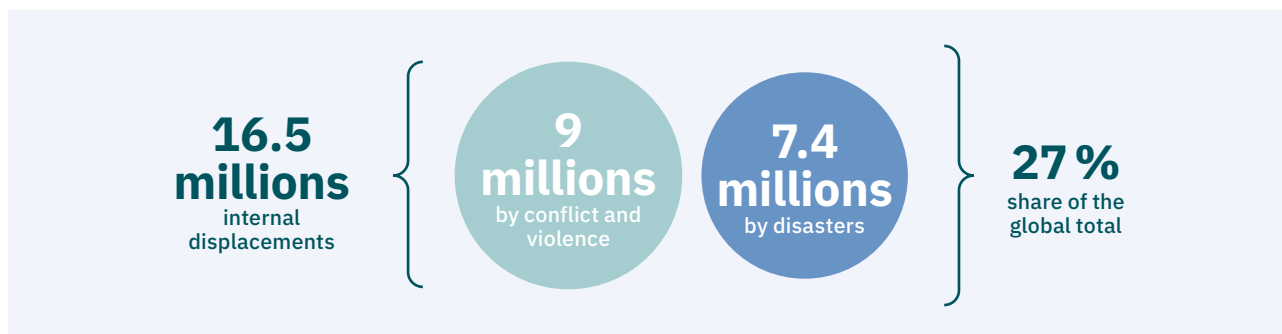 16.5
millions
internal
displacements
9
millions
by conflict and
violence
7.4
millions
by disasters
27 %
share of the
global total